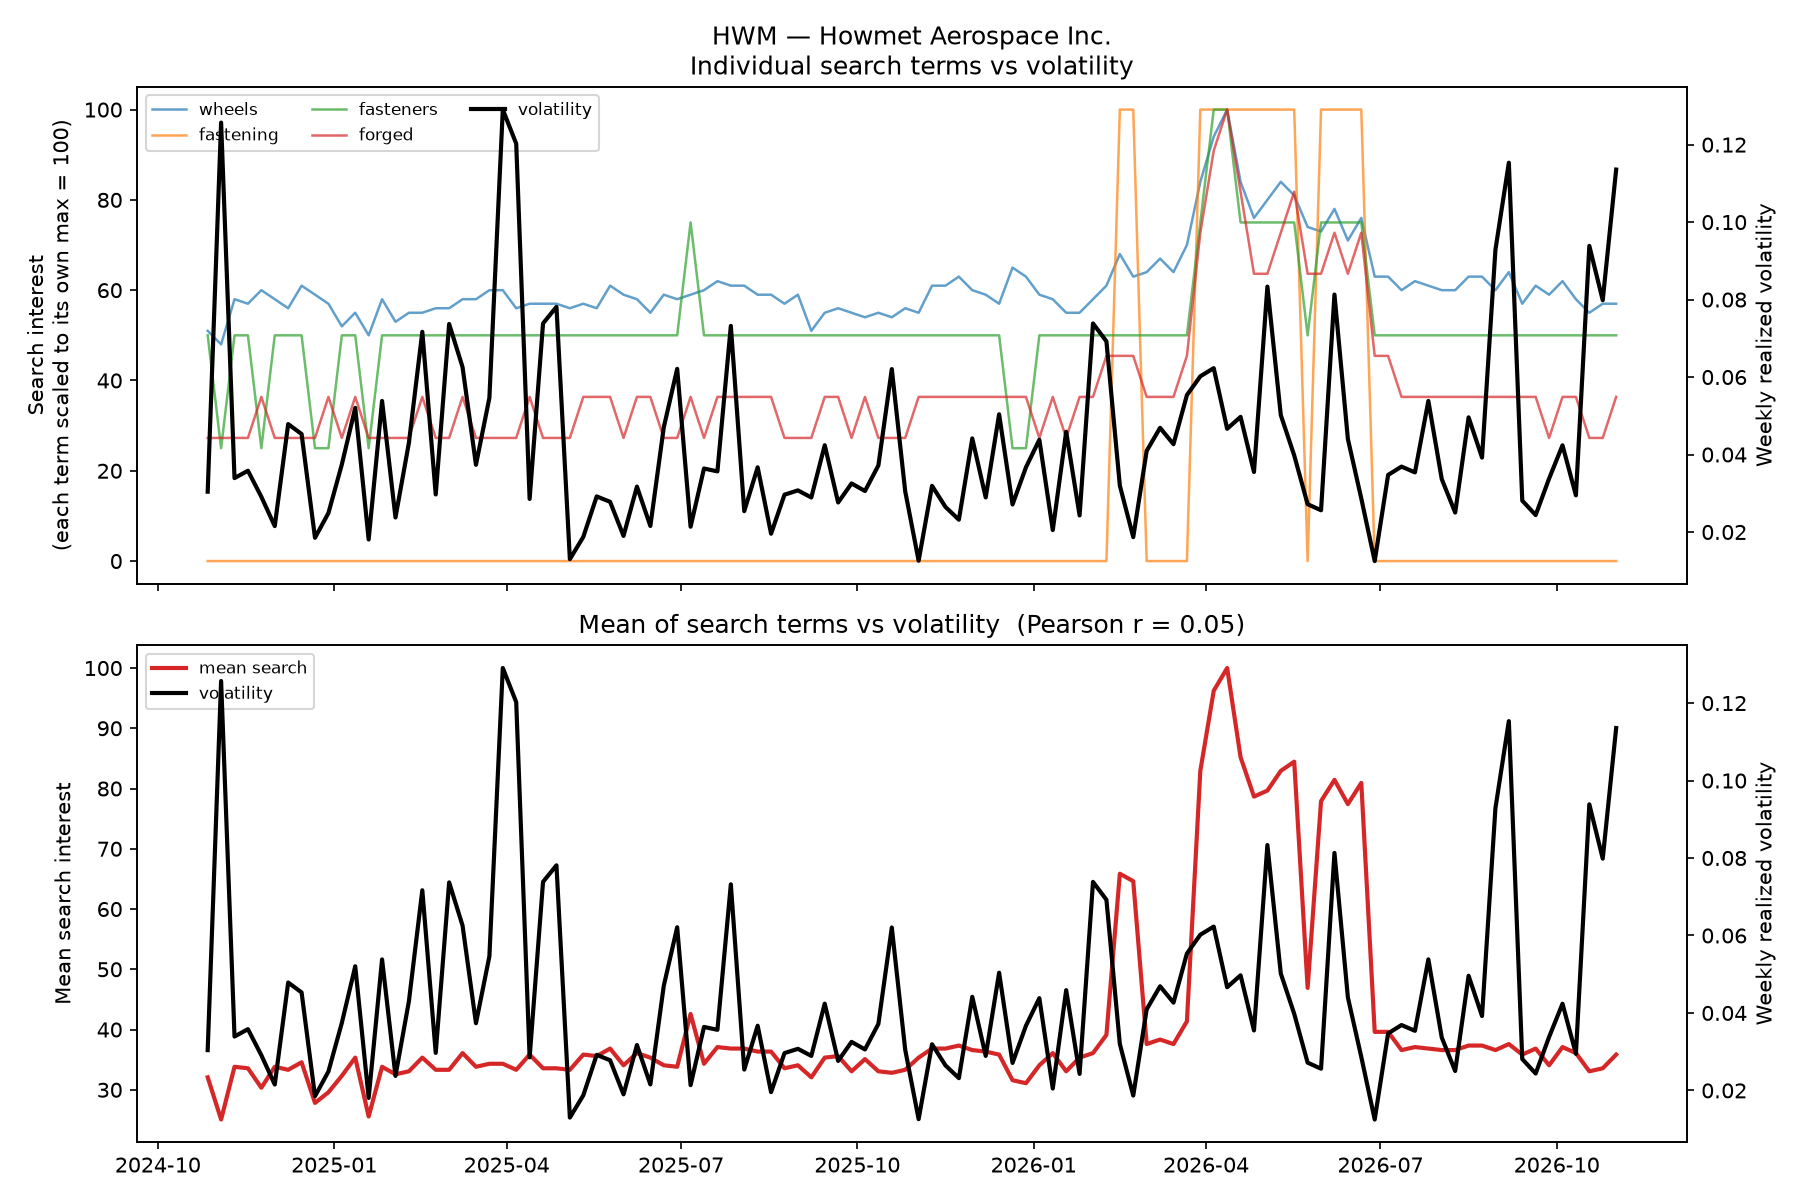 HWM — Howmet Aerospace Inc.
Individual search terms vs volatility
wheels
fastening
fasteners
forged
volatility
Search interest
(each term scaled to its own max = 100)
100
80
60
40
20
0
Weekly realized volatility
0.12
0.10
0.08
0.06
0.04
0.02
Mean of search terms vs volatility (Pearson r = 0.05)
mean search
volatility
Mean search interest
100
90
80
70
60
50
40
30
Weekly realized volatility
0.12
0.10
0.08
0.06
0.04
0.02
2024-10
2025-01
2025-04
2025-07
2025-10
2026-01
2026-04
2026-07
2026-10